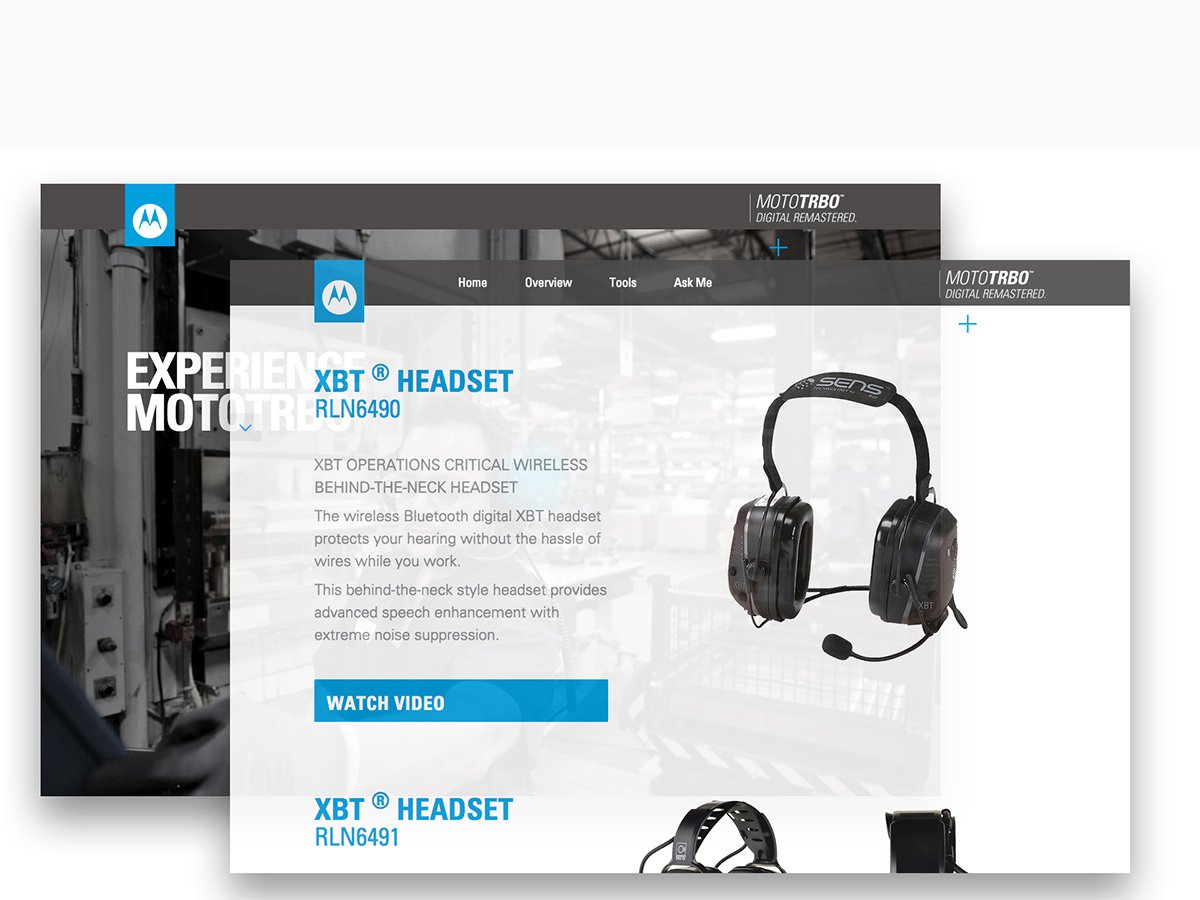 MOTOTRBO™
DIGITAL REMASTERED.
Home Overview Tools Ask Me
MOTOTRBO™
DIGITAL REMASTERED.
EXPERIENCE
MOTOTRBO
XBT ® HEADSET
RLN6490
XBT OPERATIONS CRITICAL WIRELESS
BEHIND-THE-NECK HEADSET
The wireless Bluetooth digital XBT headset
protects your hearing without the hassle of
wires while you work.
This behind-the-neck style headset provides
advanced speech enhancement with
extreme noise suppression.
WATCH VIDEO
SENS
XBT
XBT
XBT ® HEADSET
RLN6491